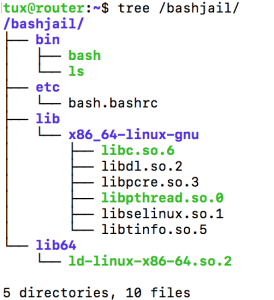 tux@router:~$ tree /bashjail/
/bashjail/
├── bin
│   ├── bash
│   └── ls
├── etc
│   └── bash.bashrc
├── lib
│   └── x86_64-linux-gnu
│       ├── libc.so.6
│       ├── libdl.so.2
│       ├── libpcre.so.3
│       ├── libpthread.so.0
│       ├── libselinux.so.1
│       └── libtinfo.so.5
└── lib64
    └── ld-linux-x86-64.so.2
5 directories, 10 files